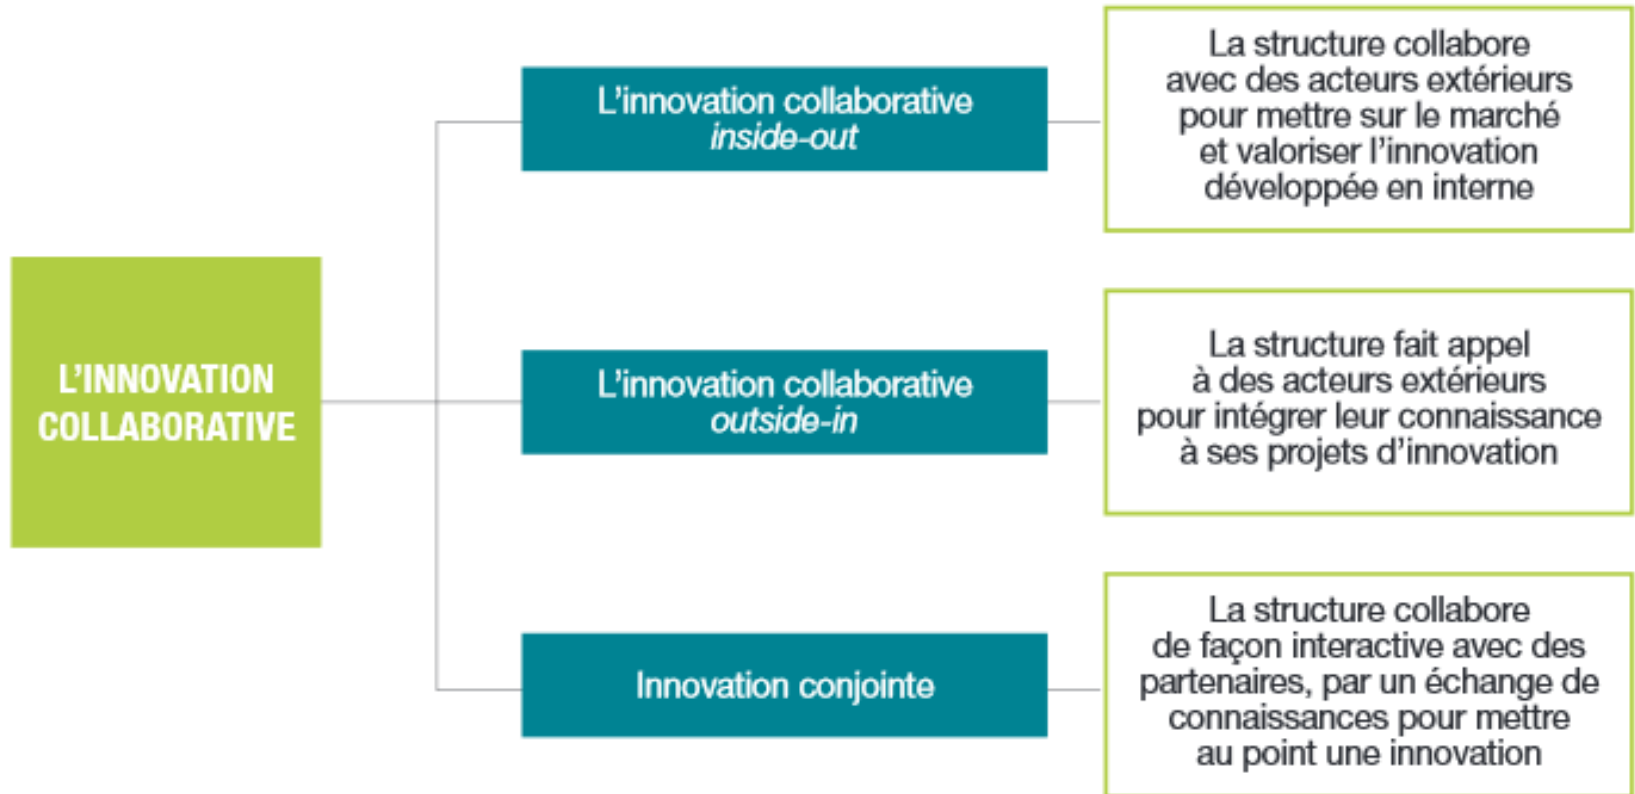 L'INNOVATION
COLLABORATIVE
L'innovation collaborative
inside-out
La structure collabore
avec des acteurs extérieurs
pour mettre sur le marché
et valoriser l'innovation
développée en interne
L'innovation collaborative
outside-in
La structure fait appel
à des acteurs extérieurs
pour intégrer leur connaissance
à ses projets d'innovation
Innovation conjointe
La structure collabore
de façon interactive avec des
partenaires, par un échange de
connaissances pour mettre
au point une innovation